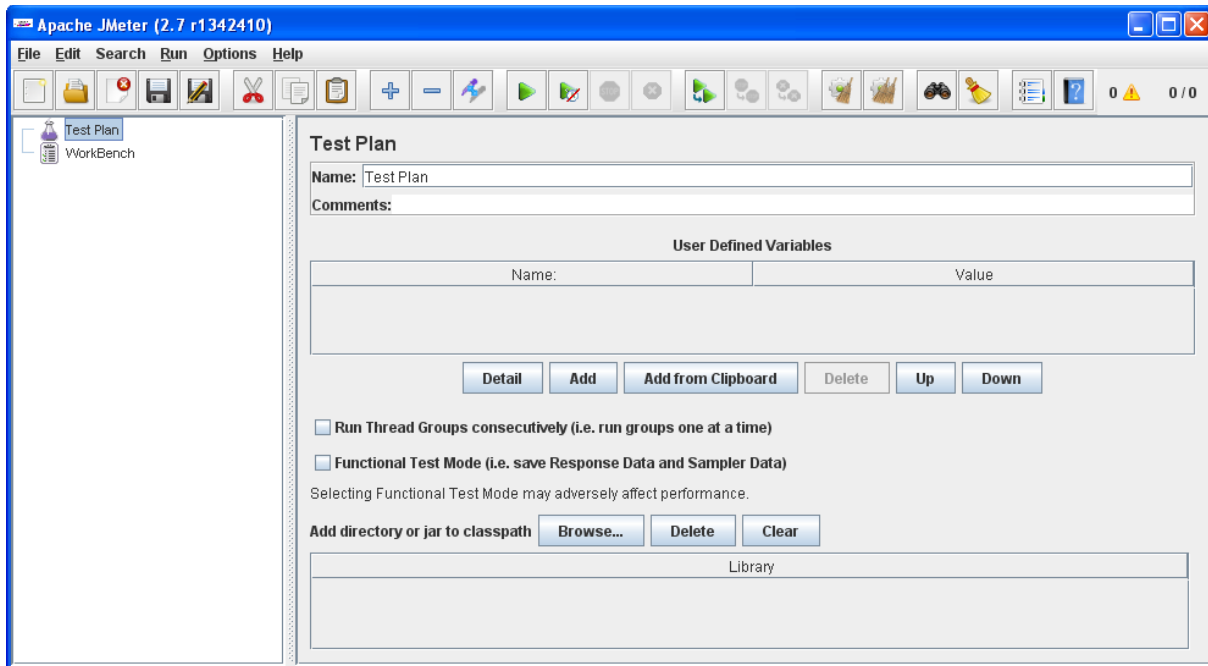 Apache JMeter (2.7 r1342410)
File Edit Search Run Options Help
STOP ? 0 0 / 0
Test Plan
WorkBench
Test Plan
Name: Test Plan
Comments:
User Defined Variables
Name: Value
Detail Add Add from Clipboard Delete Up Down
Run Thread Groups consecutively (i.e. run groups one at a time)
Functional Test Mode (i.e. save Response Data and Sampler Data)
Selecting Functional Test Mode may adversely affect performance.
Add directory or jar to classpath Browse... Delete Clear
Library